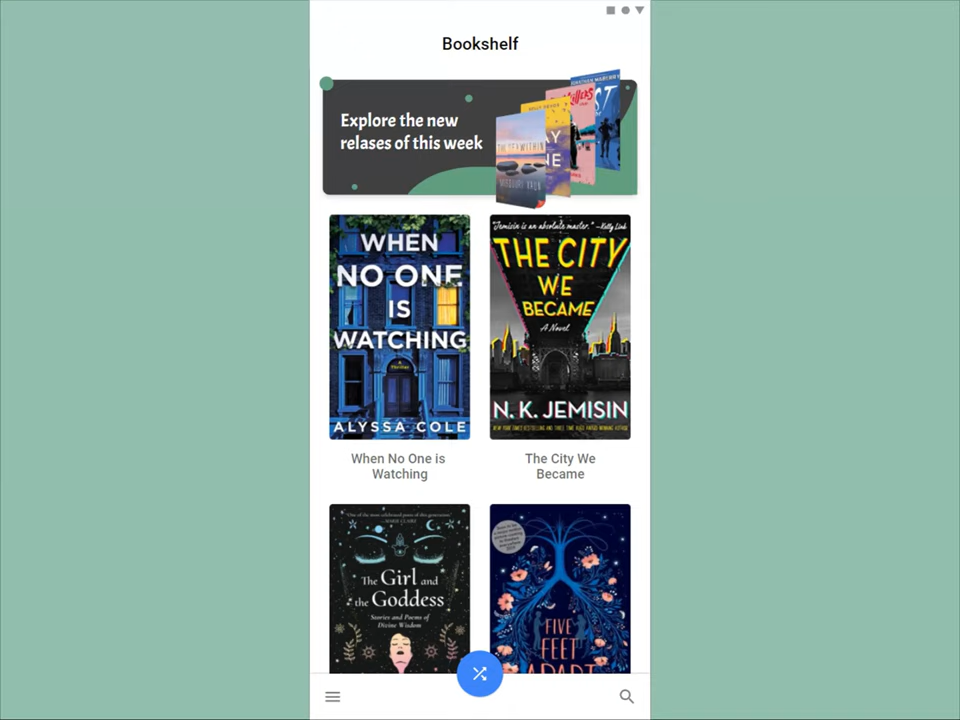 Bookshelf
Explore the new
relases of this week
WHEN
NO ONE
IS
WATCHING
ALYSSA COLE
"Jemisin is an absolute master." —Kelly Link
THE CITY
WE
BECAME
A Novel
N. K. JEMISIN
When No One is
Watching
The City We
Became
The Girl and
the Goddess
Stories and Poems of
Divine Wisdom
FIVE
FEET
APART